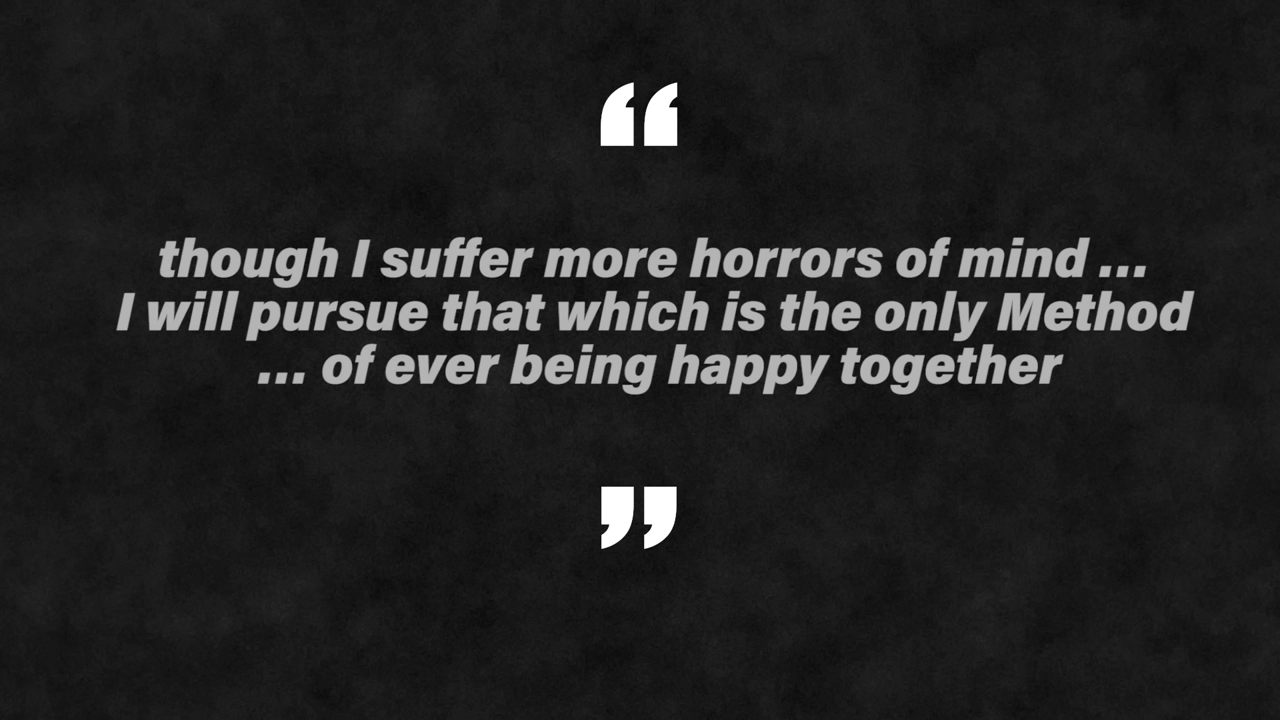 “
though I suffer more horrors of mind ...
I will pursue that which is the only Method
... of ever being happy together
”